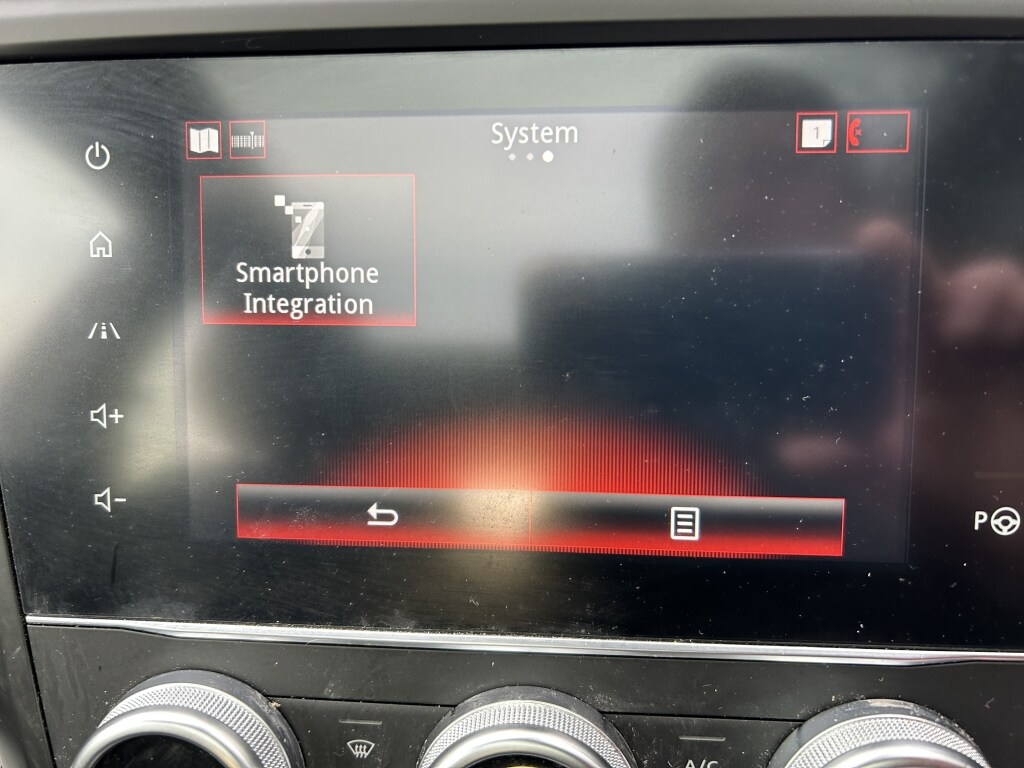 System
1
Smartphone
Integration
P
A/C